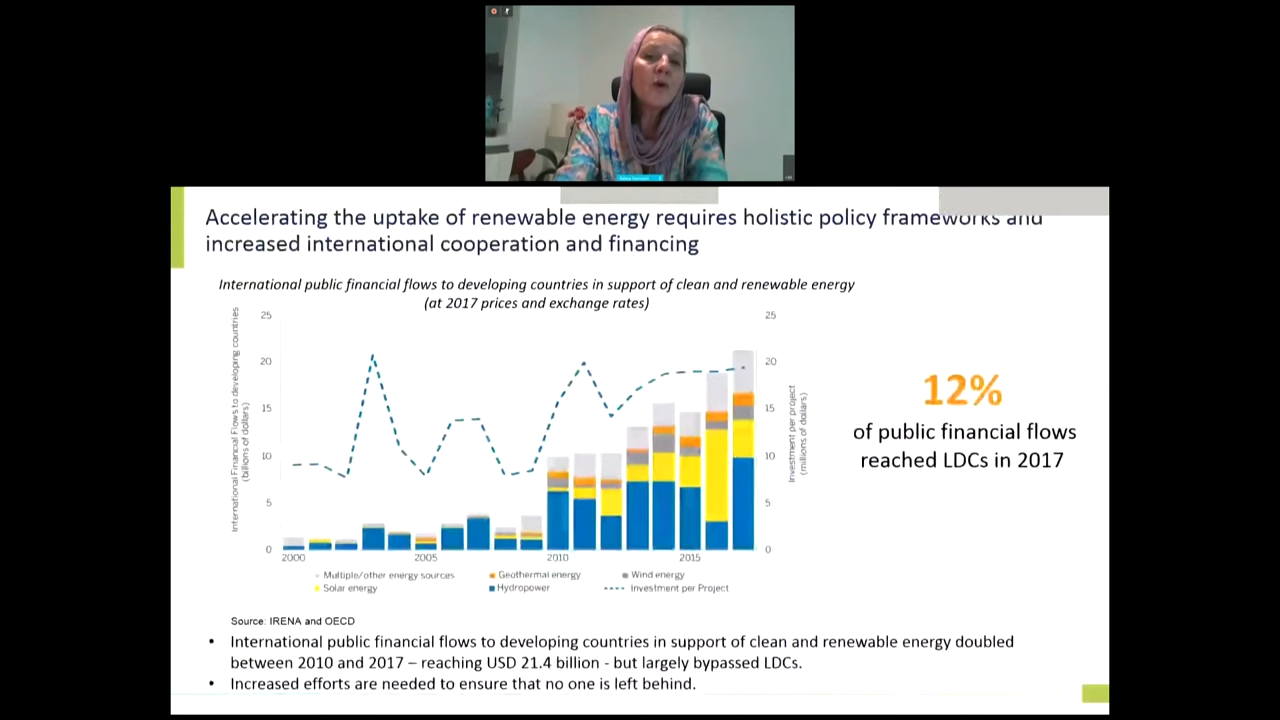 Accelerating the uptake of renewable energy requires holistic policy frameworks and
increased international cooperation and financing
International public financial flows to developing countries in support of clean and renewable energy
(at 2017 prices and exchange rates)
International Financial Flows to developing countries
(billions of dollars)
25
20
15
10
5
0
2000
2005
2010
2015
25
20
15
10
5
0
Investment per project
(millions of dollars)
Multiple/other energy sources
Geothermal energy
Wind energy
Solar energy
Hydropower
Investment per Project
12%
of public financial flows
reached LDCs in 2017
Source: IRENA and OECD
• International public financial flows to developing countries in support of clean and renewable energy doubled
between 2010 and 2017 – reaching USD 21.4 billion - but largely bypassed LDCs.
• Increased efforts are needed to ensure that no one is left behind.